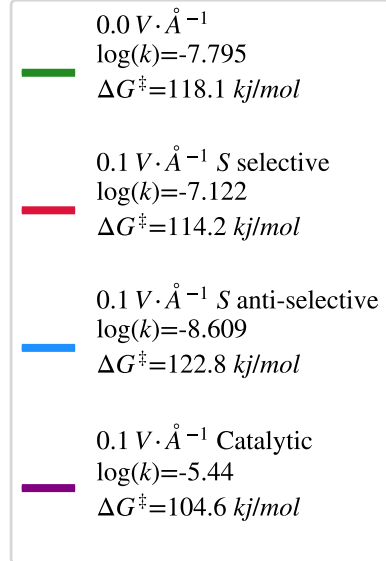 0.0 V·Å⁻¹
log(k)=-7.795
ΔG‡=118.1 kj/mol
0.1 V·Å⁻¹ S selective
log(k)=-7.122
ΔG‡=114.2 kj/mol
0.1 V·Å⁻¹ S anti-selective
log(k)=-8.609
ΔG‡=122.8 kj/mol
0.1 V·Å⁻¹ Catalytic
log(k)=-5.44
ΔG‡=104.6 kj/mol